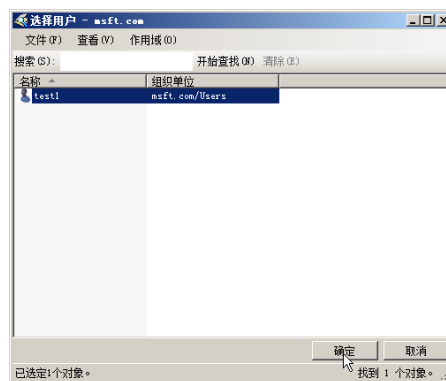 选择用户 - msft.com
文件(F) 查看(V) 作用域(O)
搜索(S): 开始查找(N) 清除(E)
名称 组织单位
test1 msft.com/Users
确定 取消
已选定1个对象。 找到 1 个对象。